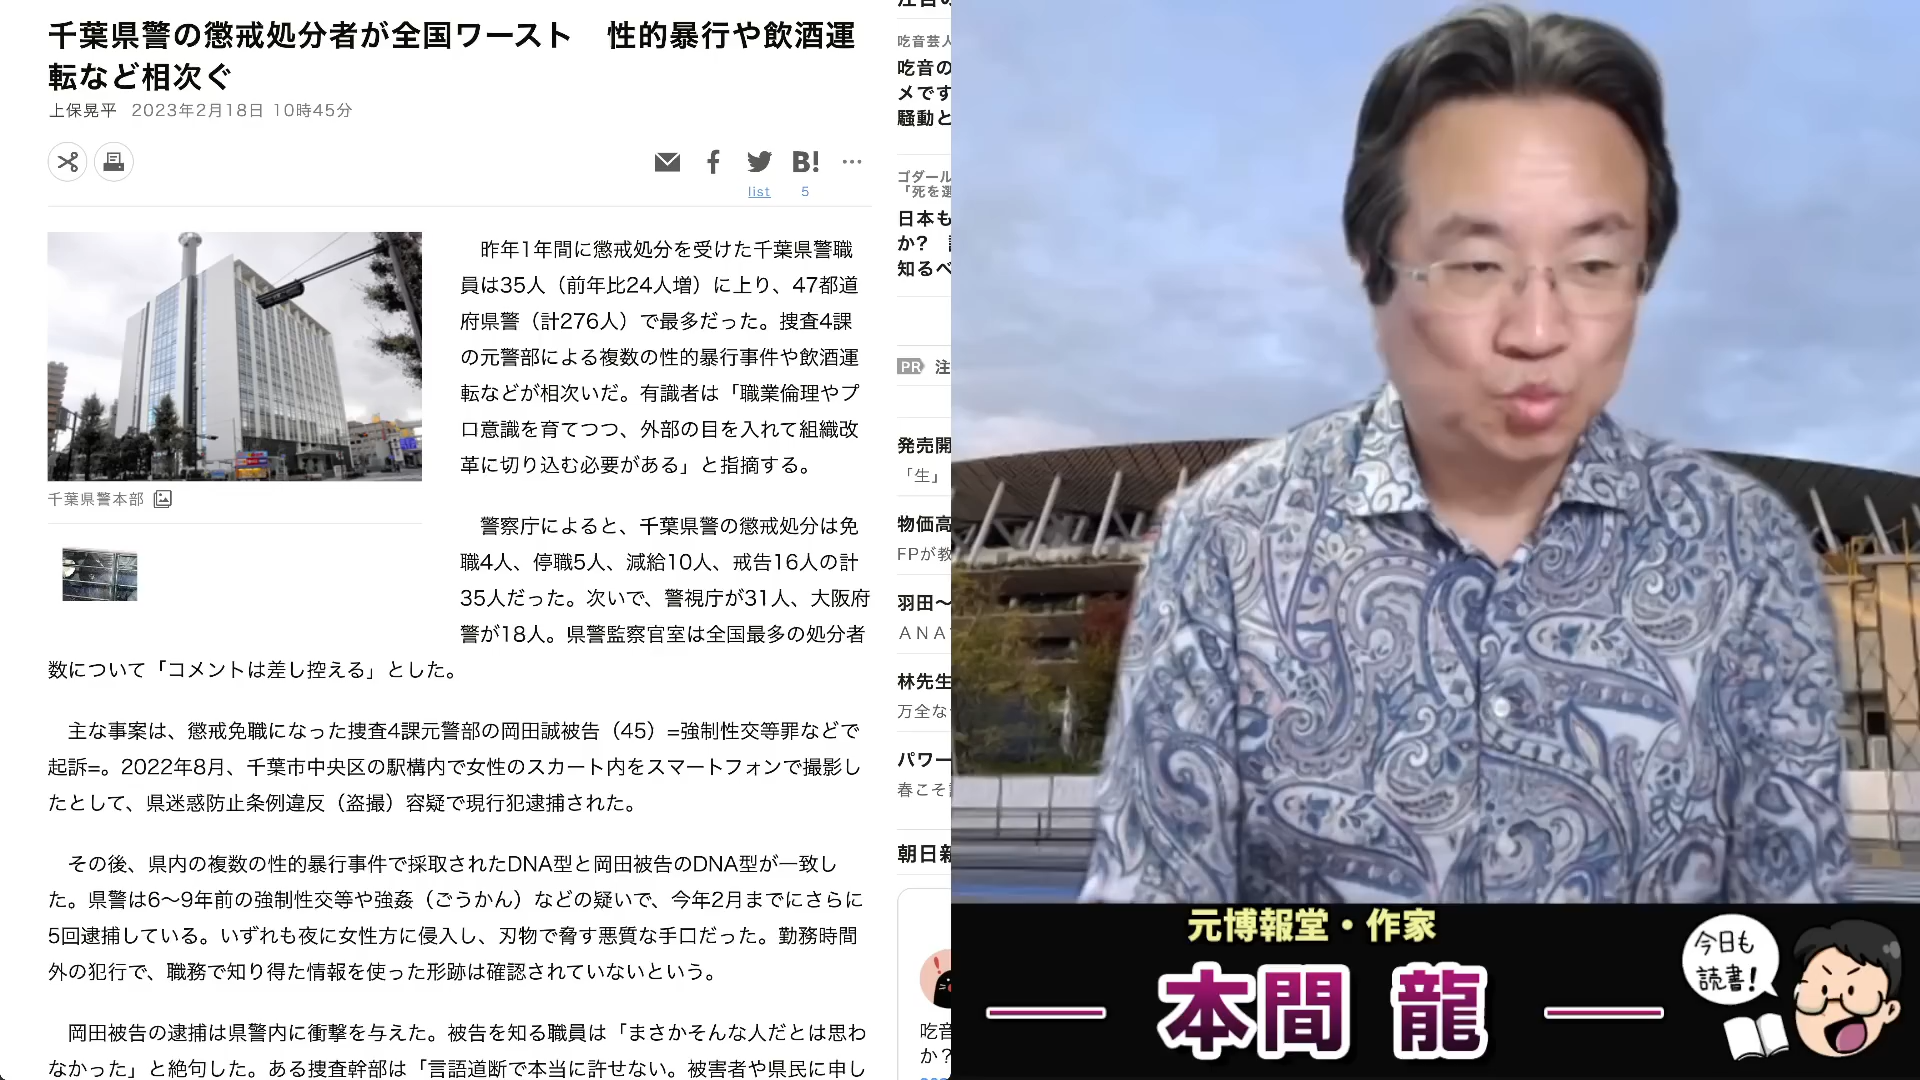 千葉県警の懲戒処分者が全国ワースト　性的暴行や飲酒運
転など相次ぐ
上保晃平　2023年2月18日 10時45分
B!
list
5
昨年1年間に懲戒処分を受けた千葉県警職
員は35人（前年比24人増）に上り、47都道
府県警（計276人）で最多だった。捜査4課
の元警部による複数の性的暴行事件や飲酒運
転などが相次いだ。有識者は「職業倫理やプ
ロ意識を育てつつ、外部の目を入れて組織改
革に切り込む必要がある」と指摘する。
千葉県警本部
警察庁によると、千葉県警の懲戒処分は免
職4人、停職5人、減給10人、戒告16人の計
35人だった。次いで、警視庁が31人、大阪府
警が18人。県警監察官室は全国最多の処分者
数について「コメントは差し控える」とした。
主な事案は、懲戒免職になった捜査4課元警部の岡田誠被告（45）=強制性交等罪などで
起訴=。2022年8月、千葉市中央区の駅構内で女性のスカート内をスマートフォンで撮影し
たとして、県迷惑防止条例違反（盗撮）容疑で現行犯逮捕された。
その後、県内の複数の性的暴行事件で採取されたDNA型と岡田被告のDNA型が一致し
た。県警は6〜9年前の強制性交等や強姦（ごうかん）などの疑いで、今年2月までにさらに
5回逮捕している。いずれも夜に女性方に侵入し、刃物で脅す悪質な手口だった。勤務時間
外の犯行で、職務で知り得た情報を使った形跡は確認されていないという。
岡田被告の逮捕は県警内に衝撃を与えた。被告を知る職員は「まさかそんな人だとは思わ
なかった」と絶句した。ある捜査幹部は「言語道断で本当に許せない。被害者や県民に申し
吃音芸人
吃音の
メです
騒動と
ゴダール
「死を選
日本も
か？
知るべ
PR 注
発売開
「生」
物価高
FPが教
羽田〜
ANA
林先生
万全な
パワー
春こそ
朝日新
吃音
か？
元博報堂・作家
本間 龍
今日も
読書!